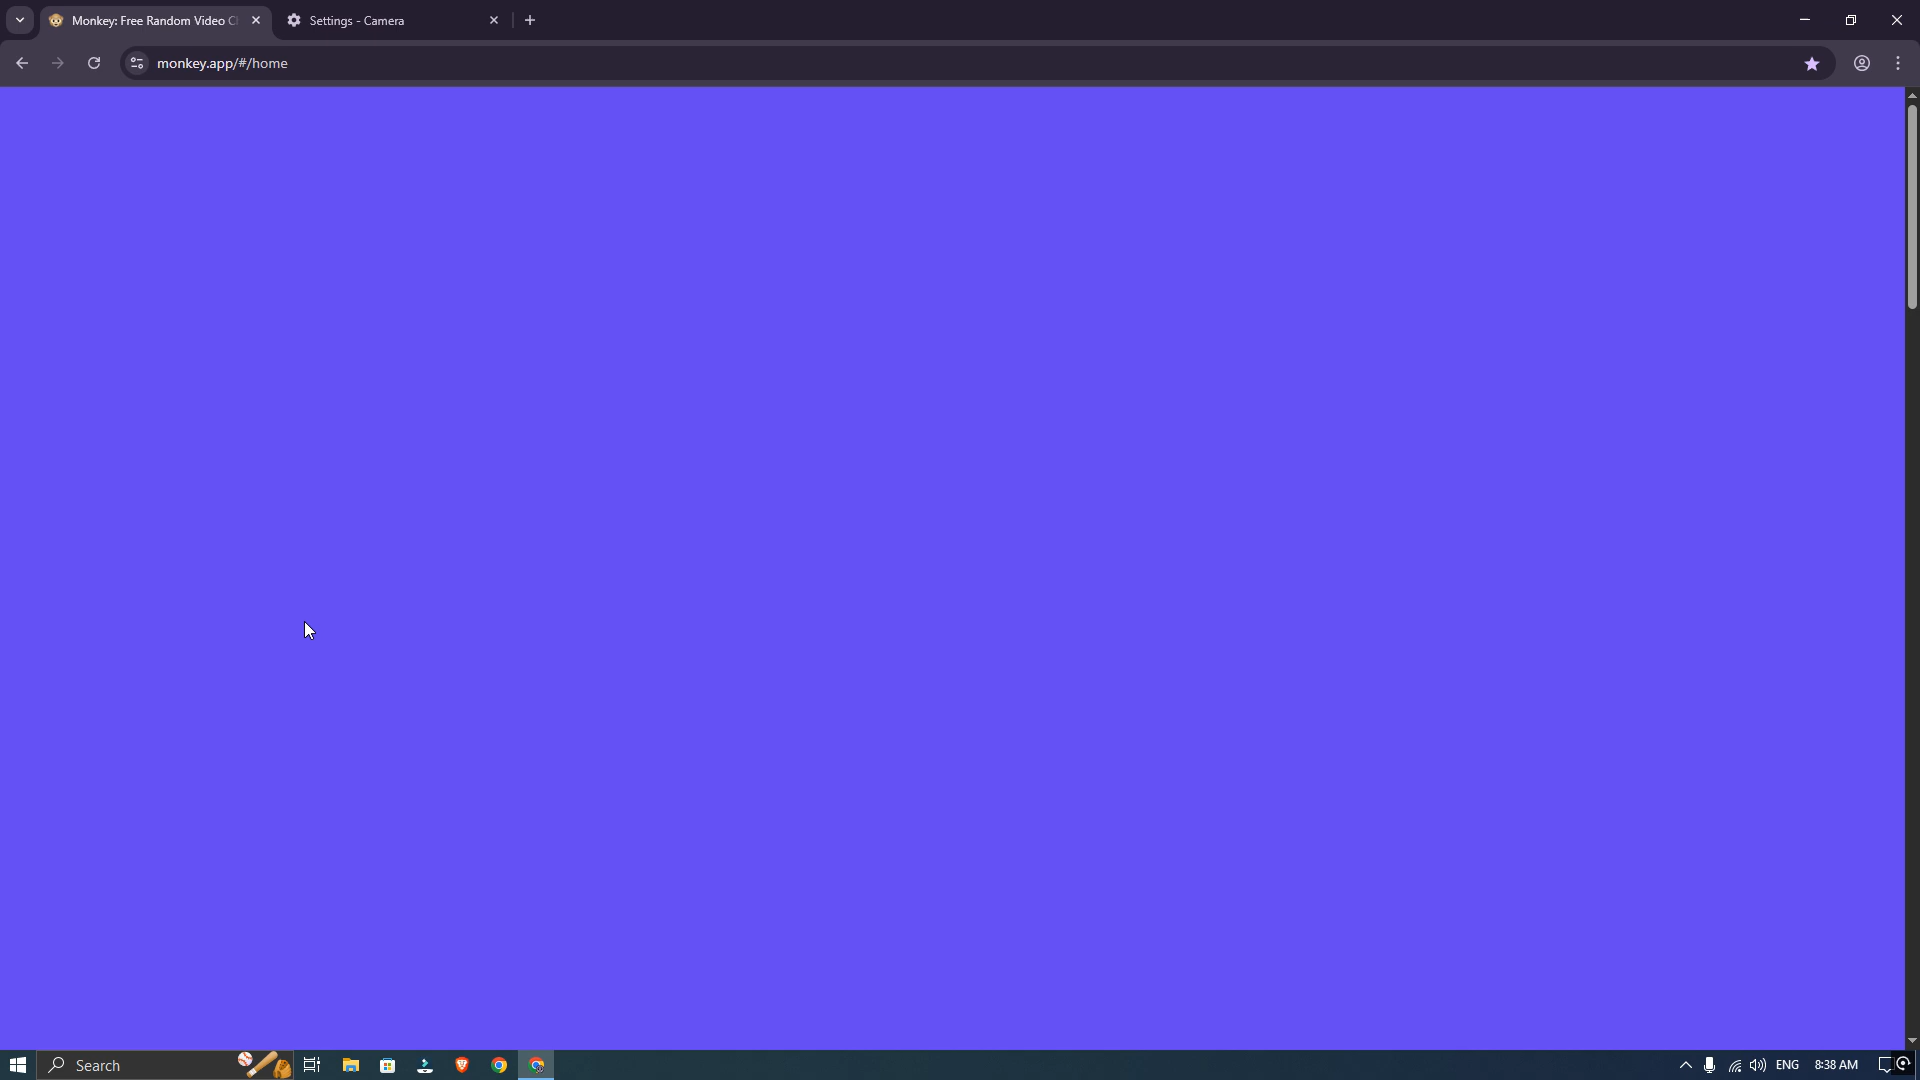 Monkey: Free Random Video C
Settings - Camera
monkey.app/#/home
Search
ENG
8:38 AM